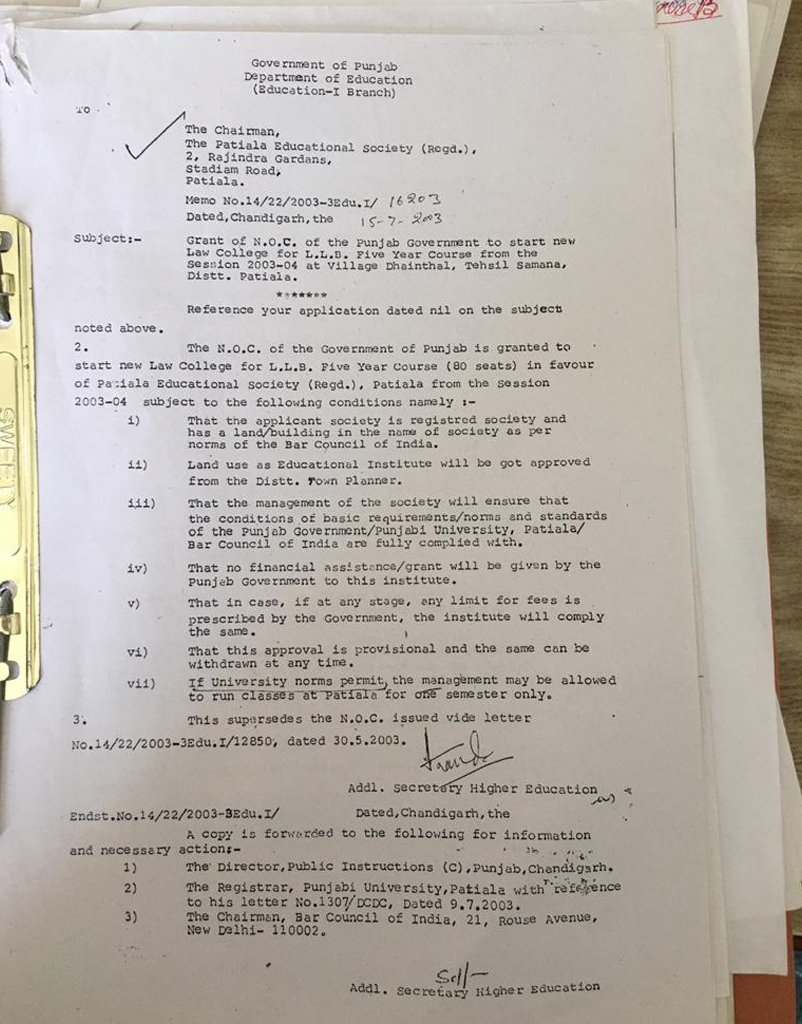 Government of Punjab
Department of Education
(Education-I Branch)
TO
The Chairman,
The Patiala Educational Society (Regd.),
2, Rajindra Gardans,
Stadiam Road,
Patiala.
Memo No.14/22/2003-3Edu.I/ 16203
Dated,Chandigarh,the 15-7-2003
Subject:- Grant of N.O.C. of the Punjab Government to start new
Law College for L.L.B. Five Year Course from the
Session 2003-04 at Village Dhainthal, Tehsil Samana,
Distt. Patiala.
*******
Reference your application dated nil on the subject
noted above.
2. The N.O.C. of the Government of Punjab is granted to
start new Law College for L.L.B. Five Year Course (80 seats) in favour
of Patiala Educational Society (Regd.), Patiala from the Session
2003-04 subject to the following conditions namely :-
i) That the applicant society is registred society and
has a land/building in the name of society as per
norms of the Bar Council of India.
ii) Land use as Educational Institute will be got approved
from the Distt. Town Planner.
iii) That the management of the society will ensure that
the conditions of basic requirements/norms and standards
of the Punjab Government/Punjabi University, Patiala/
Bar Council of India are fully complied with.
iv) That no financial assistance/grant will be given by the
Punjab Government to this institute.
v) That in case, if at any stage, any limit for fees is
prescribed by the Government, the institute will comply
the same.
vi) That this approval is provisional and the same can be
withdrawn at any time.
vii) If University norms permit, the management may be allowed
to run classes at Patiala for one semester only.
3. This supersedes the N.O.C. issued vide letter
No.14/22/2003-3Edu.I/12850, dated 30.5.2003.
Addl. Secretary Higher Education
Endst.No.14/22/2003-3Edu.I/ Dated,Chandigarh,the
A copy is forwarded to the following for information
and necessary action:-
1) The Director,Public Instructions (C),Punjab,Chandigarh.
2) The Registrar, Punjabi University,Patiala with reference
to his letter No.1307/DCDC, Dated 9.7.2003.
3) The Chairman, Bar Council of India, 21, Rouse Avenue,
New Delhi- 110002.
Sd/-
Addl. Secretary Higher Education